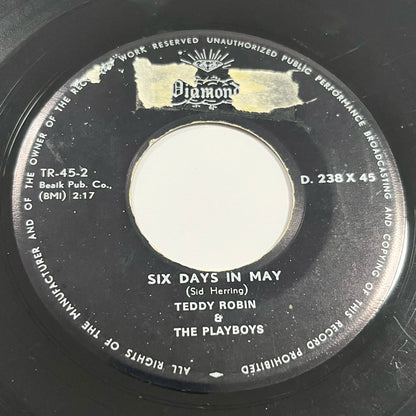 ALL RIGHTS OF THE MANUFACTURER AND OF THE OWNER OF THE RECORDED WORK RESERVED UNAUTHORIZED PUBLIC PERFORMANCE BROADCASTING AND COPYING OF THIS RECORD PROHIBITED
Diamond
TR-45-2
Beaik Pub. Co.,
(BMI) 2:17
D. 238 X 45
SIX DAYS IN MAY
(Sid Herring)
TEDDY ROBIN
&
THE PLAYBOYS